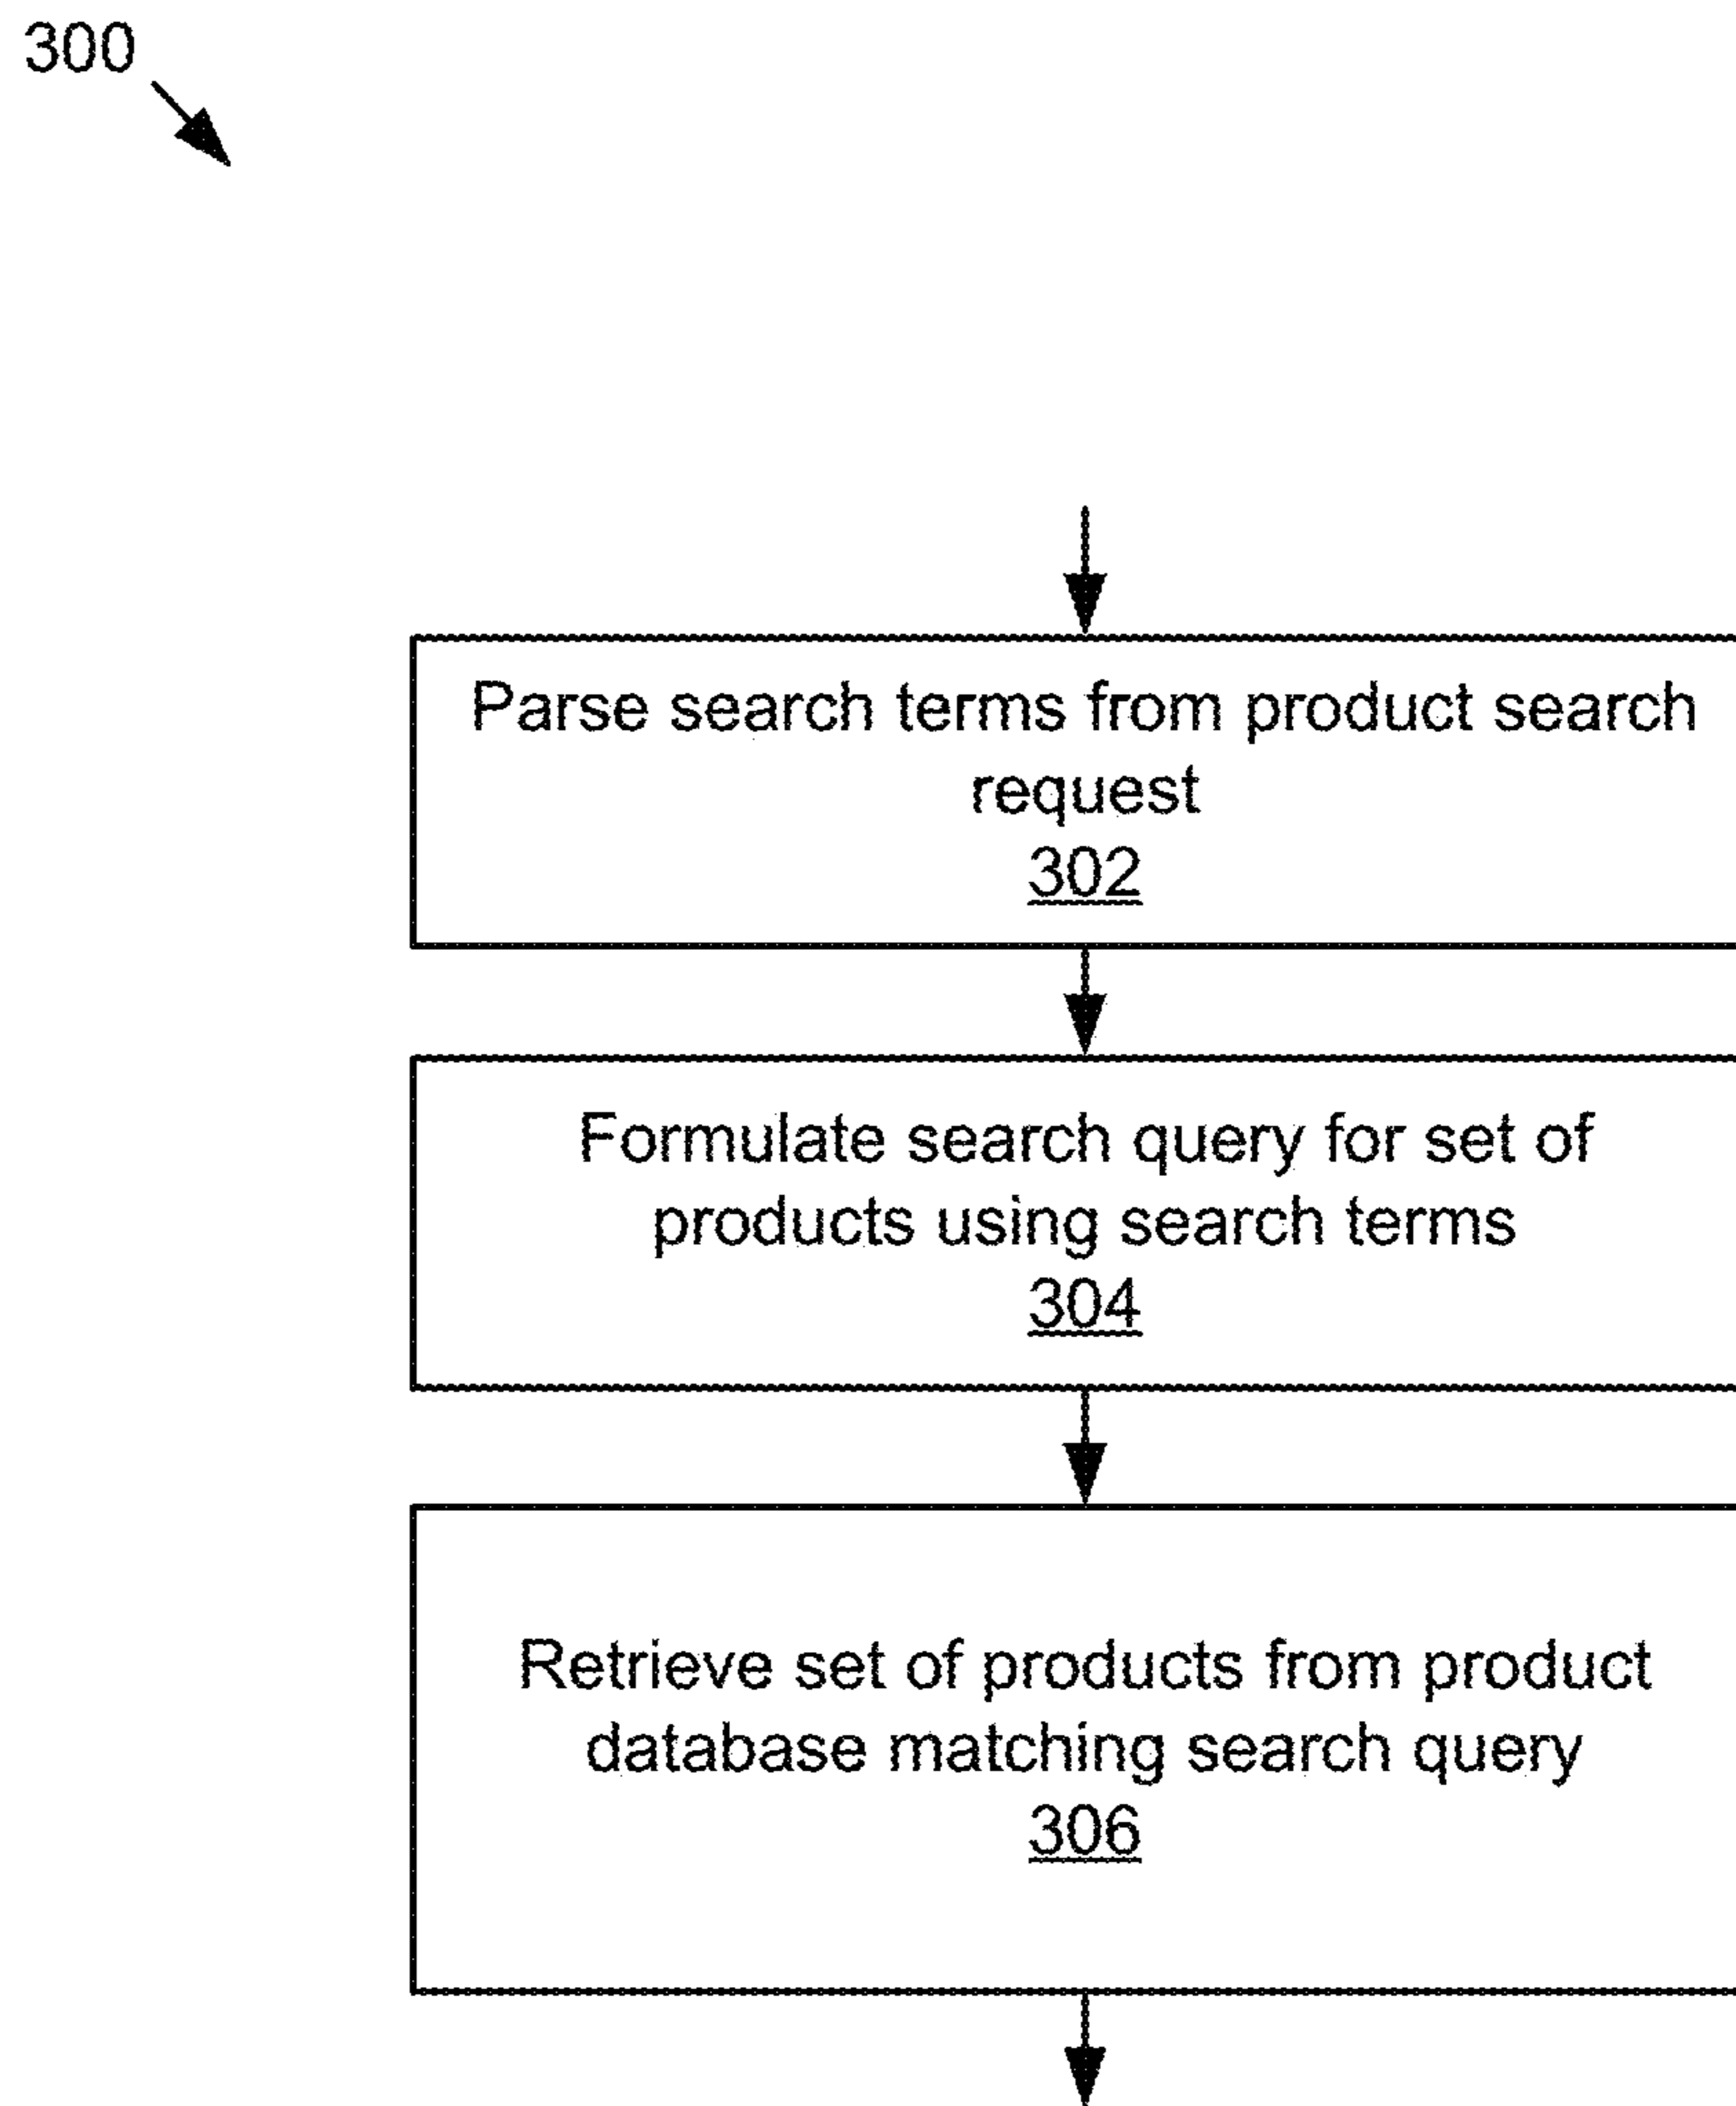 300
Parse search terms from product search
request
302
Formulate search query for set of
products using search terms
304
Retrieve set of products from product
database matching search query
306